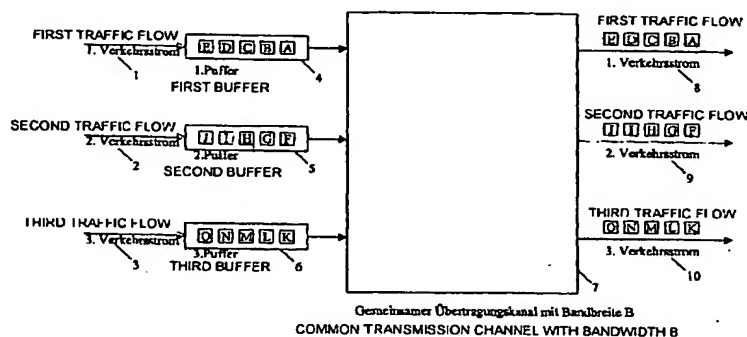 FIRST TRAFFIC FLOW
1. Verkehrsstrom
1
E D C B A
1.Puffer
FIRST BUFFER
4
FIRST TRAFFIC FLOW
E D C B A
1. Verkehrsstrom
8
SECOND TRAFFIC FLOW
2. Verkehrsstrom
2
J I H G F
2.Puffer
SECOND BUFFER
5
SECOND TRAFFIC FLOW
J I H G F
2. Verkehrsstrom
9
THIRD TRAFFIC FLOW
3. Verkehrsstrom
3
O N M L K
3.Puffer
THIRD BUFFER
6
THIRD TRAFFIC FLOW
O N M L K
3. Verkehrsstrom
10
7
Gemeinsamer Übertragungskanal mit Bandbreite B
COMMON TRANSMISSION CHANNEL WITH BANDWIDTH B